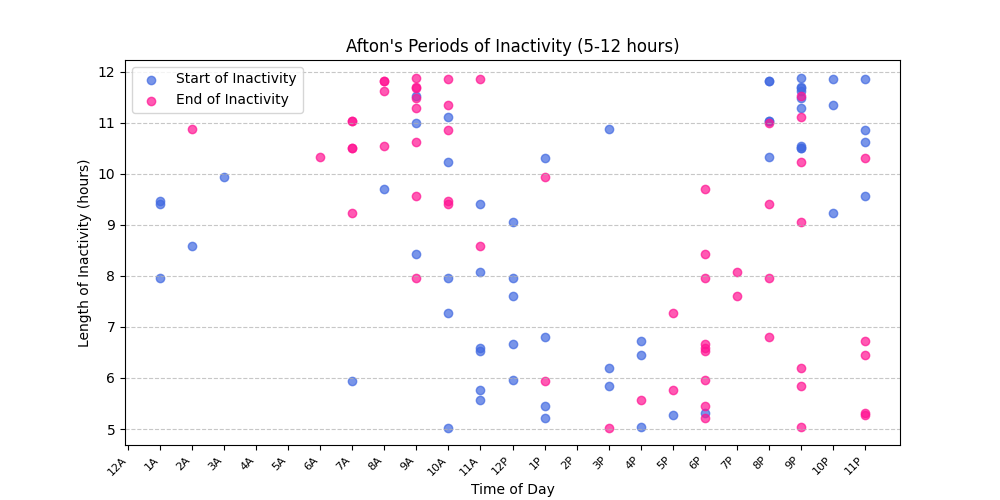 Afton's Periods of Inactivity (5-12 hours)
Start of Inactivity
End of Inactivity
Length of Inactivity (hours)
12
11
10
9
8
7
6
5
12A 1A 2A 3A 4A 5A 6A 7A 8A 9A 10A 11A 12P 1P 2P 3P 4P 5P 6P 7P 8P 9P 10P 11P
Time of Day